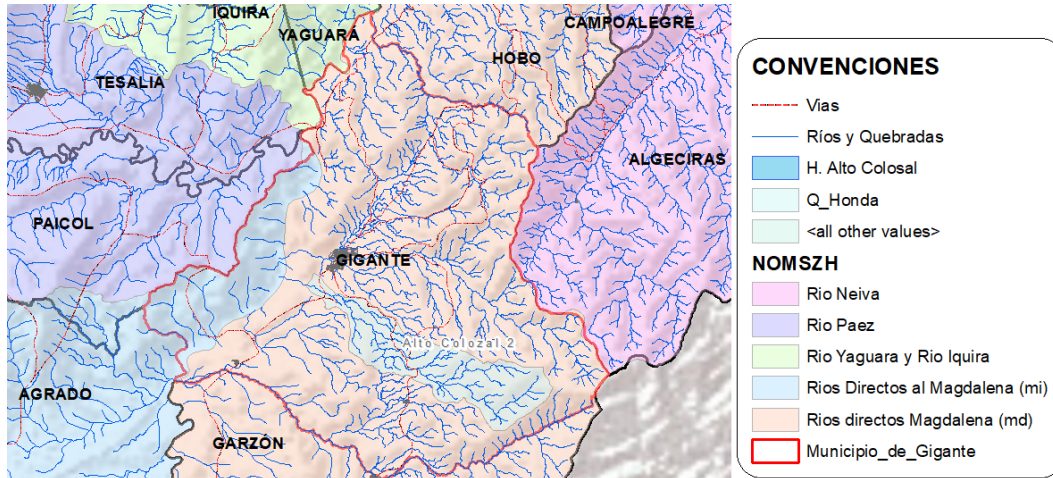 IQUIRA
CAMPOALEGRE
YAGUARÁ
HOBO
TESALIA
ALGECIRAS
PAICOL
GIGANTE
Alto Colozal 2
AGRADO
GARZÓN
CONVENCIONES
Vias
Ríos y Quebradas
H. Alto Colosal
Q_Honda
<all other values>
NOMSZH
Rio Neiva
Rio Paez
Rio Yaguara y Rio Iquira
Rios Directos al Magdalena (mi)
Rios directos Magdalena (md)
Municipio_de_Gigante